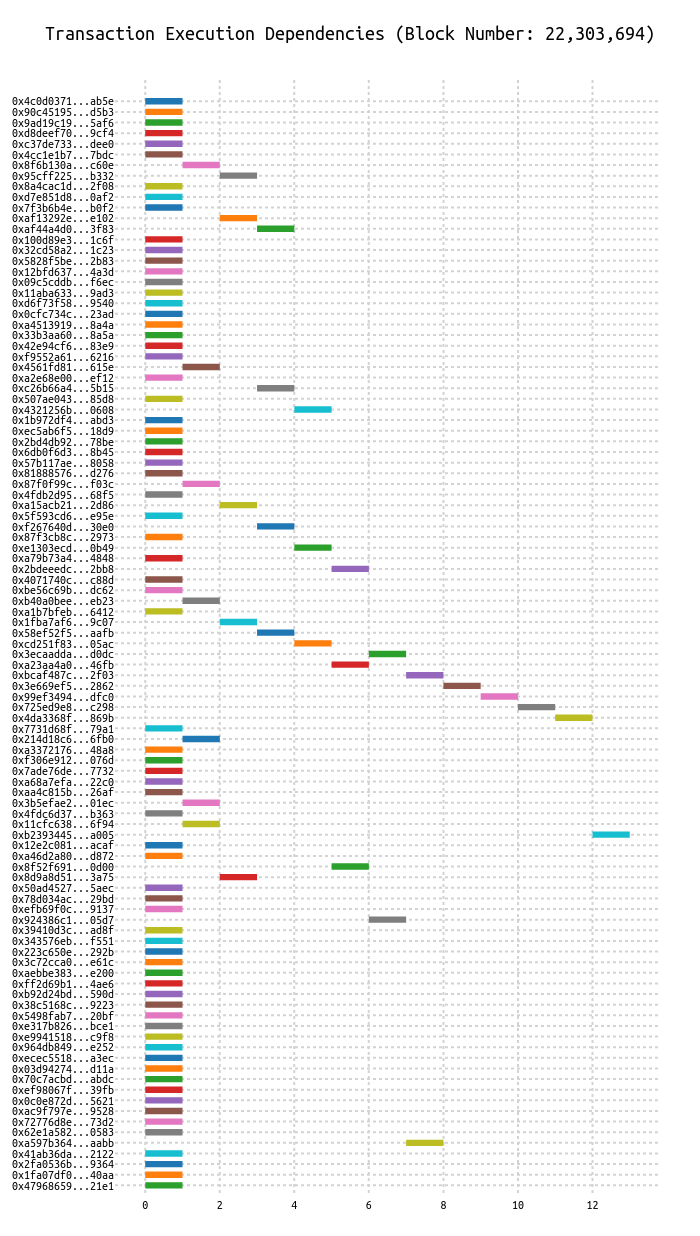 Transaction Execution Dependencies (Block Number: 22,303,694)
0x4c0d0371...ab5e
0x90c45195...d5b3
0x9ad19c19...5af6
0xd8deef70...9cf4
0xc37de733...dee0
0x4cc1e1b7...7bdc
0x8f6b130a...c60e
0x95cff225...b332
0x8a4cac1d...2f08
0xd7e851d8...0af2
0x7f3b6b4e...b0f2
0xaf13292e...e102
0xaf44a4d0...3f83
0x100d89e3...1c6f
0x32cd58a2...1c23
0x5828f5be...2b83
0x12bfd637...4a3d
0x09c5cddb...f6ec
0x11aba633...9ad3
0xd6f73f58...9540
0x0cfc734c...23ad
0xa4513919...8a4a
0x33b3aa60...8a5a
0x42e94cf6...83e9
0xf9552a61...6216
0x4561fd81...615e
0xa2e68e00...ef12
0xc26b66a4...5b15
0x507ae043...85d8
0x4321256b...0608
0x1b972df4...abd3
0xec5ab6f5...18d9
0x2bd4db92...78be
0x6db0f6d3...8b45
0x57b117ae...8058
0x81888576...d276
0x87f0f99c...f03c
0x4fdb2d95...68f5
0xa15acb21...2d86
0x5f593cd6...e95e
0xf267640d...30e0
0x87f3cb8c...2973
0xe1303ecd...0b49
0xa79b73a4...4848
0x2bdeeedc...2bb8
0x4071740c...c88d
0xbe56c69b...dc62
0xb40a0bee...eb23
0xa1b7bfeb...6412
0x1fba7af6...9c07
0x58ef52f5...aafb
0xcd251f83...05ac
0x3ecaadda...d0dc
0xa23aa4a0...46fb
0xbcaf487c...2f03
0x3e669ef5...2862
0x99ef3494...dfc0
0x725ed9e8...c298
0x4da3368f...869b
0x7731d68f...79a1
0x214d18c6...6fb0
0xa3372176...48a8
0xf306e912...076d
0x7ade76de...7732
0xa68a7efa...22c0
0xaa4c815b...26af
0x3b5efae2...01ec
0x4fdc6d37...b363
0x11cfc638...6f94
0xb2393445...a005
0x12e2c081...acaf
0xa46d2a80...d872
0x8f52f691...0d00
0x8d9a8d51...3a75
0x50ad4527...5aec
0x78d034ac...29bd
0xefb69f0c...9137
0x924386c1...05d7
0x39410d3c...ad8f
0x343576eb...f551
0x223c650e...292b
0x3c72cca0...e61c
0xaebbe383...e200
0xff2d69b1...4ae6
0xb92d24bd...590d
0x38c5168c...9223
0x5498fab7...20bf
0xe317b826...bce1
0xe9941518...c9f8
0x964db849...e252
0xecec5518...a3ec
0x03d94274...d11a
0x70c7acbd...abdc
0xef98067f...39fb
0x0c0e872d...5621
0xac9f797e...9528
0x72776d8e...73d2
0x62e1a582...0583
0xa597b364...aabb
0x41ab36da...2122
0x2fa0536b...9364
0x1fa07df0...40aa
0x47968659...21e1
0 2 4 6 8 10 12